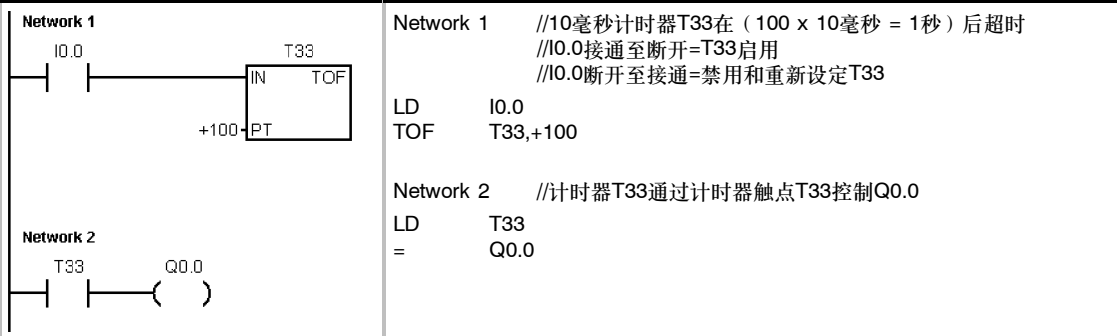 Network 1
I0.0
T33
IN TOF
+100 PT
Network 2
T33 Q0.0
Network 1 //10毫秒计时器T33在（100 x 10毫秒 = 1秒）后超时
//I0.0接通至断开=T33启用
//I0.0断开至接通=禁用和重新设定T33
LD I0.0
TOF T33,+100
Network 2 //计时器T33通过计时器触点T33控制Q0.0
LD T33
= Q0.0